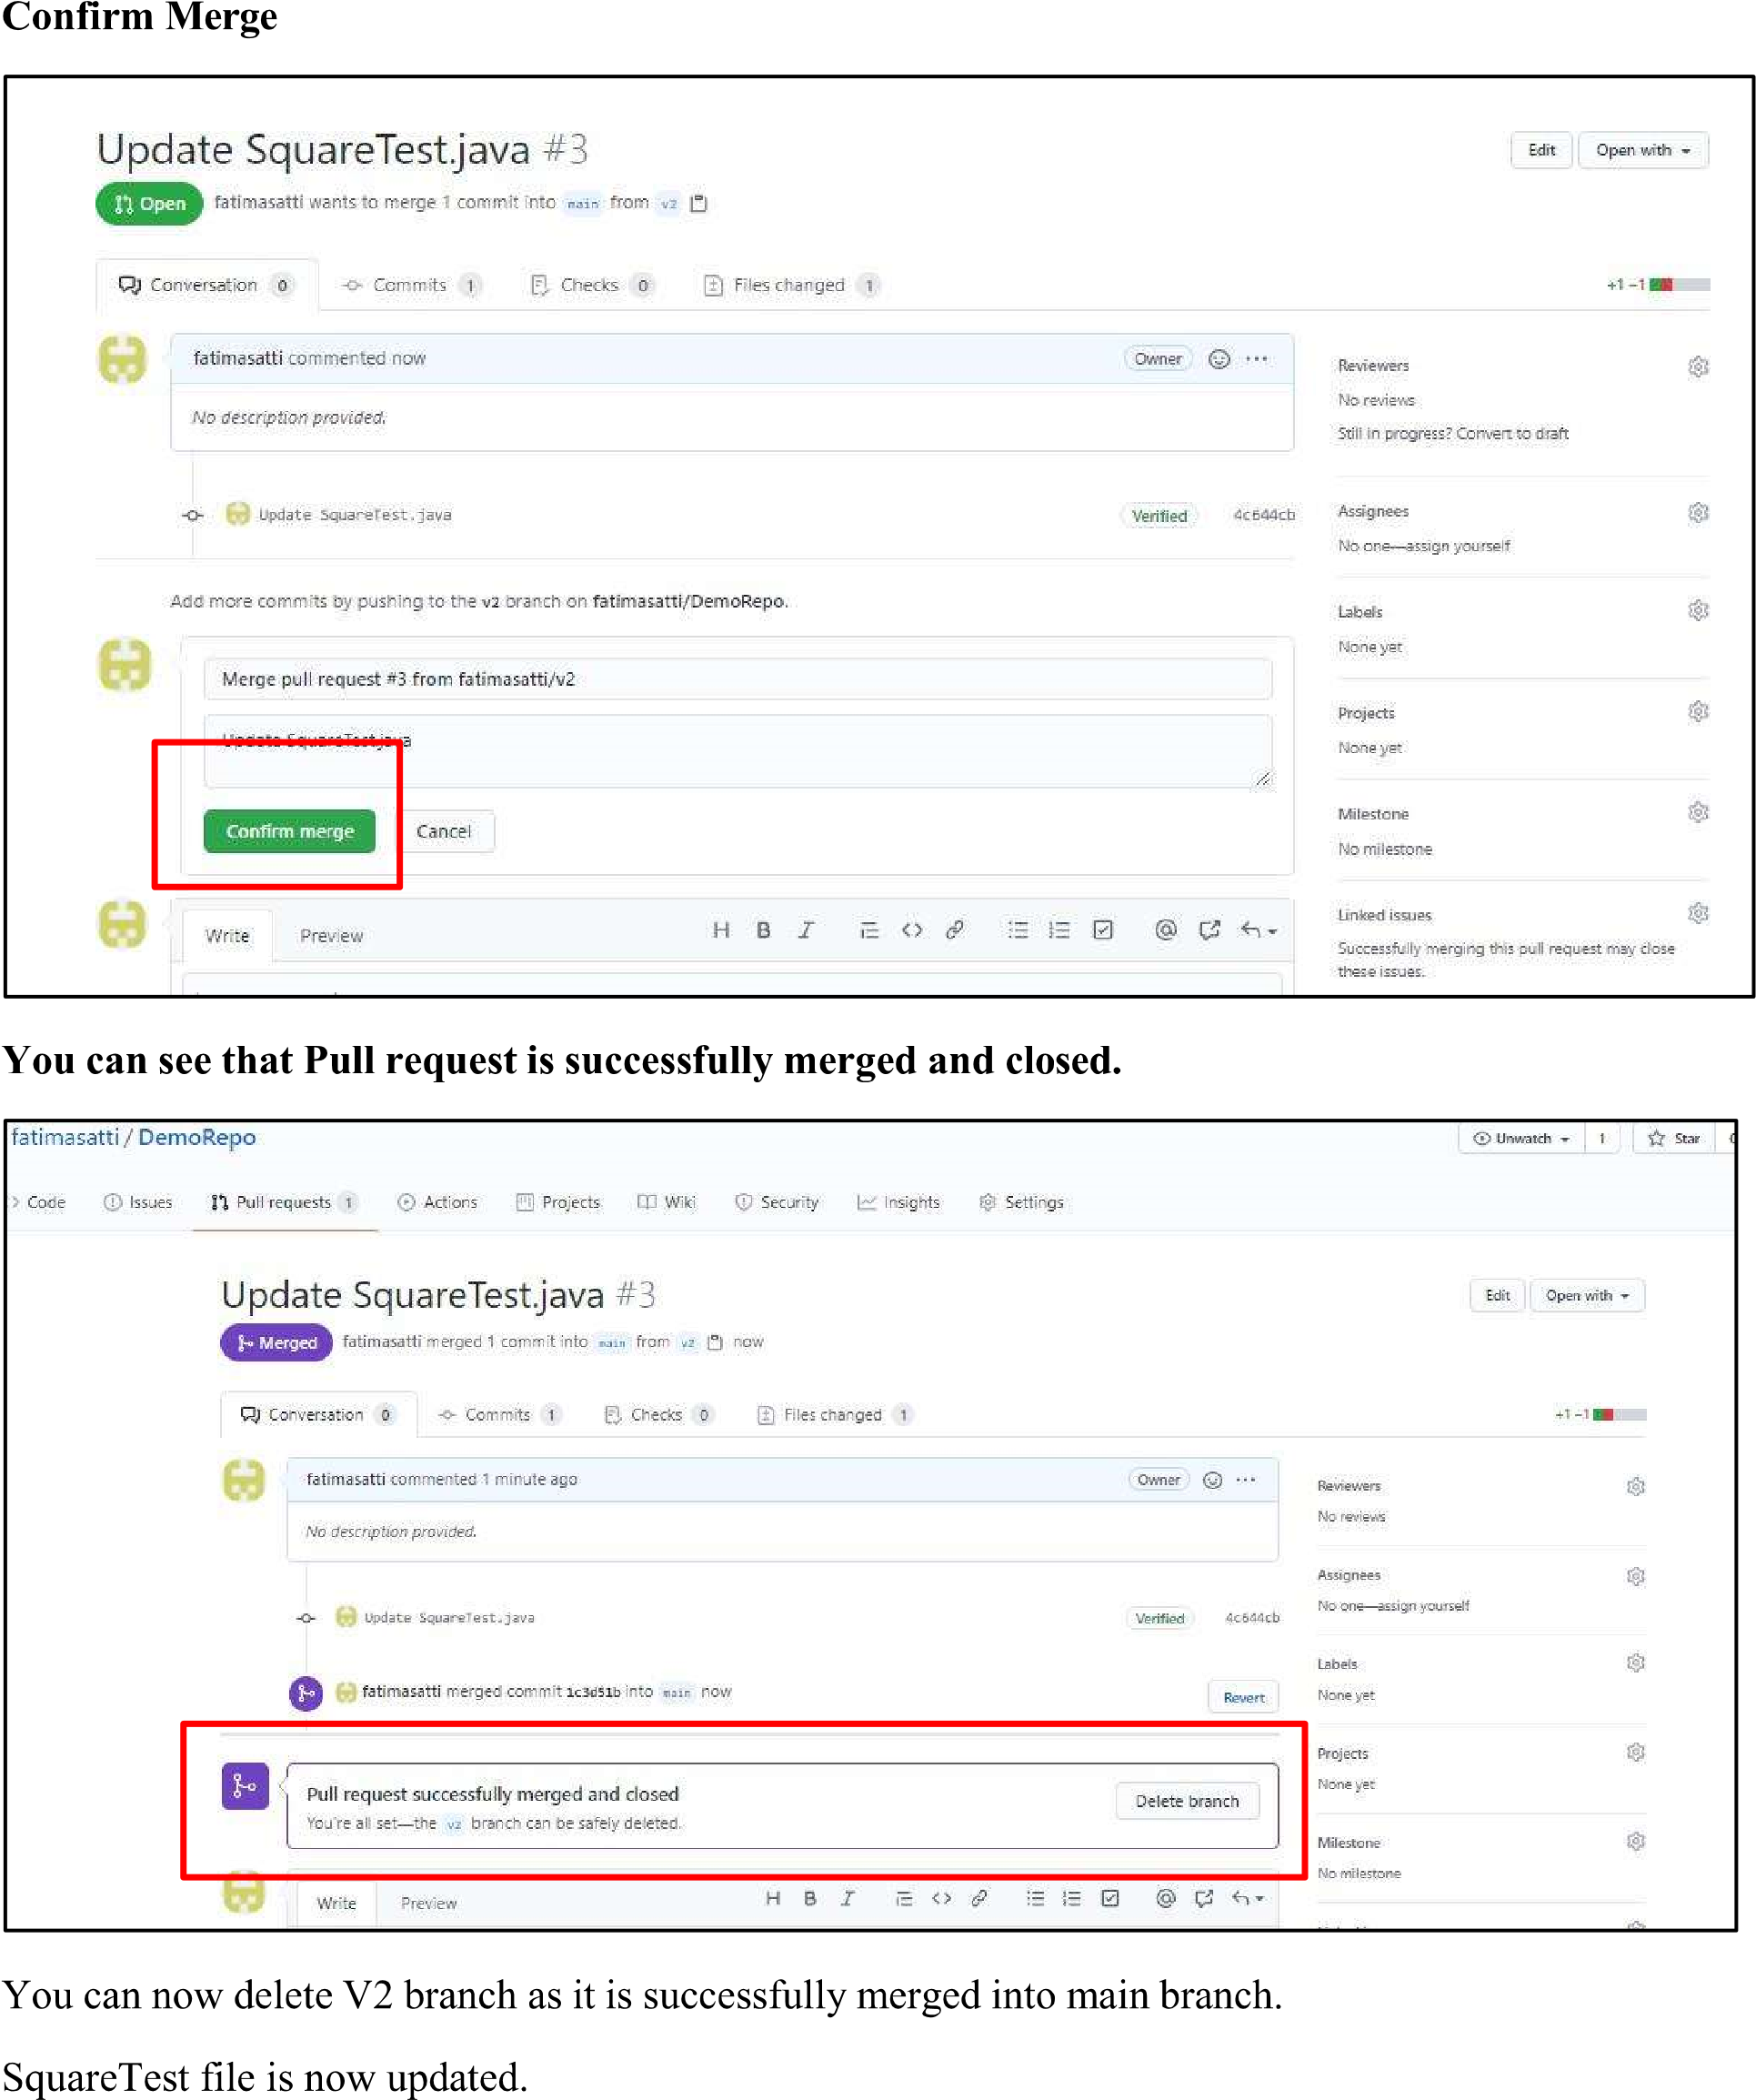 Confirm Merge
Update SquareTest.java #3
Edit
Open with
Open
fatimasatti wants to merge 1 commit into main from v2
Conversation 0
Commits 1
Checks 0
Files changed 1
+1 −1
fatimasatti commented now
Owner
No description provided.
Reviewers
No reviews
Still in progress? Convert to draft
Update SquareTest.java
Verified
4c644cb
Assignees
No one—assign yourself
Add more commits by pushing to the v2 branch on fatimasatti/DemoRepo.
Labels
None yet
Merge pull request #3 from fatimasatti/v2
Update SquareTest.java
Projects
None yet
Confirm merge
Cancel
Milestone
No milestone
Write
Preview
H B I
Linked issues
Successfully merging this pull request may close
these issues.
You can see that Pull request is successfully merged and closed.
fatimasatti / DemoRepo
Unwatch
1
Star
Code
Issues
Pull requests 1
Actions
Projects
Wiki
Security
Insights
Settings
Update SquareTest.java #3
Edit
Open with
Merged
fatimasatti merged 1 commit into main from v2 now
Conversation 0
Commits 1
Checks 0
Files changed 1
+1 −1
fatimasatti commented 1 minute ago
Owner
No description provided.
Reviewers
No reviews
Assignees
No one—assign yourself
Update SquareTest.java
Verified
4c644cb
Labels
None yet
fatimasatti merged commit 1c3d51b into main now
Revert
Projects
None yet
Pull request successfully merged and closed
You're all set—the v2 branch can be safely deleted.
Delete branch
Milestone
No milestone
Write
Preview
H B I
You can now delete V2 branch as it is successfully merged into main branch.
SquareTest file is now updated.